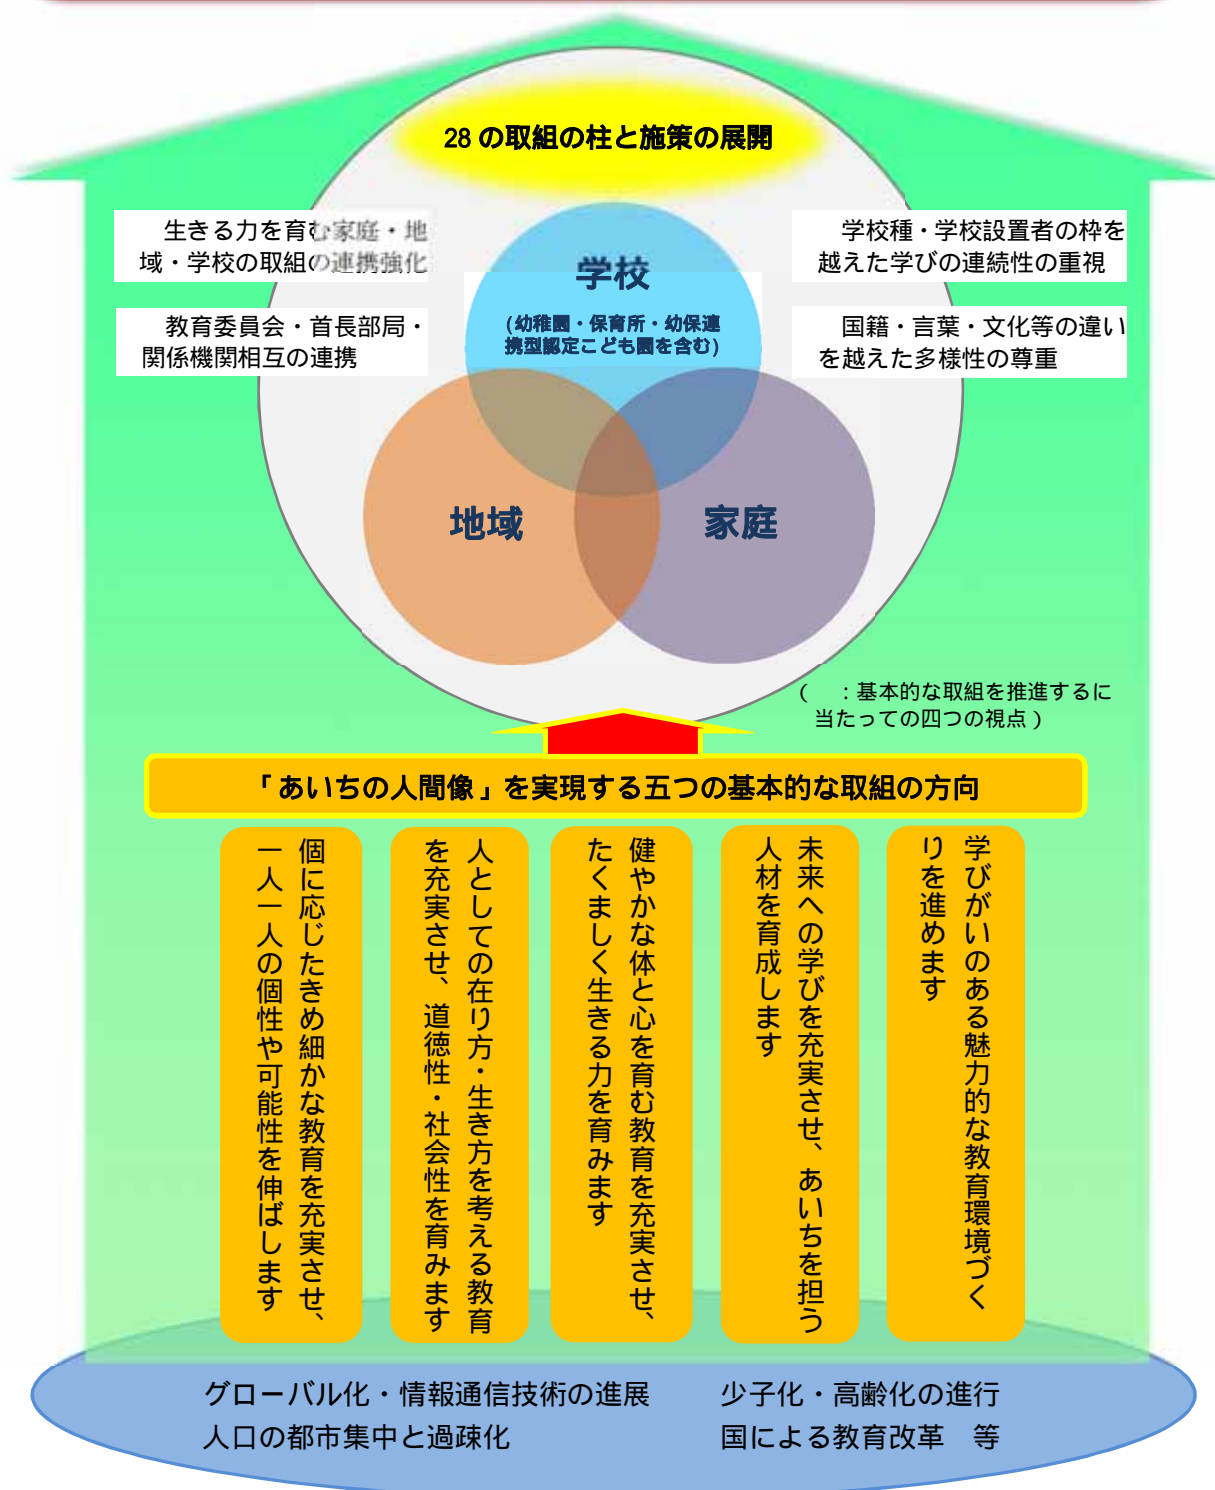 28の取組の柱と施策の展開
生きる力を育む家庭・地
域・学校の取組の連携強化
教育委員会・首長部局・
関係機関相互の連携
学校種・学校設置者の枠を
越えた学びの連続性の重視
国籍・言葉・文化等の違い
を越えた多様性の尊重
学校
(幼稚園・保育所・幼保連
携型認定こども園を含む)
地域
家庭
(　:基本的な取組を推進するに
当たっての四つの視点)
「あいちの人間像」を実現する五つの基本的な取組の方向
個に応じたきめ細かな教育を充実させ、
一人一人の個性や可能性を伸ばします
人としての在り方・生き方を考える教育
を充実させ、道徳性・社会性を育みます
健やかな体と心を育む教育を充実させ、
たくましく生きる力を育みます
未来への学びを充実させ、あいちを担う
人材を育成します
学びがいのある魅力的な教育環境づく
りを進めます
グローバル化・情報通信技術の進展　少子化・高齢化の進行
人口の都市集中と過疎化　国による教育改革　等